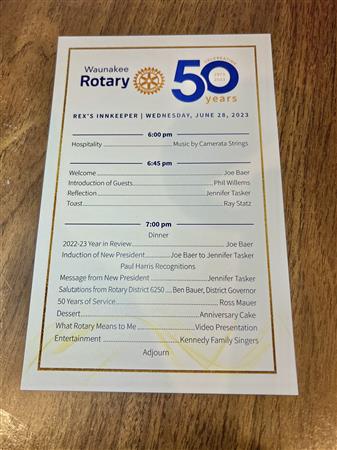 Waunakee
Rotary
CELEBRATING
50
1973
2023
years
REX'S INNKEEPER | WEDNESDAY, JUNE 28, 2023
6:00 pm
Hospitality ........ Music by Camerata Strings
6:45 pm
Welcome ........ Joe Baer
Introduction of Guests ........ Phil Willems
Reflection ........ Jennifer Tasker
Toast ........ Ray Statz
7:00 pm
Dinner
2022-23 Year in Review ........ Joe Baer
Induction of New President ........ Joe Baer to Jennifer Tasker
Paul Harris Recognitions
Message from New President ........ Jennifer Tasker
Salutations from Rotary District 6250 .... Ben Bauer, District Governor
50 Years of Service ........ Ross Mauer
Dessert ........ Anniversary Cake
What Rotary Means to Me ........ Video Presentation
Entertainment ........ Kennedy Family Singers
Adjourn